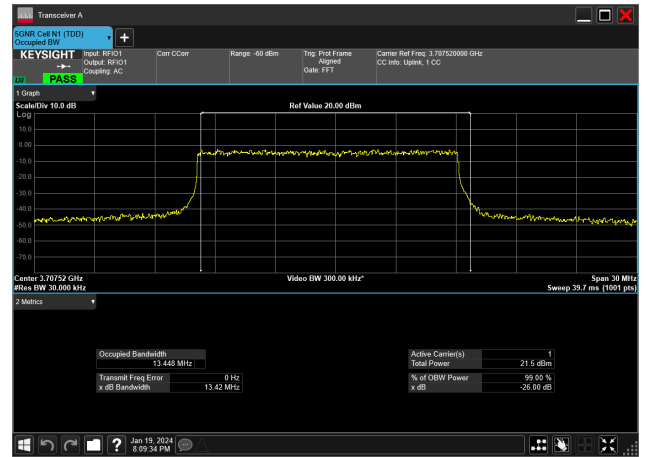 Transceiver A
5GNR Cell N1 (TDD)
Occupied BW
KEYSIGHT Input: RFIO1 Corr CCorr Range: -60 dBm Trig: Prot Frame Carrier Ref Freq: 3.707520000 GHz
Output: RFIO1 Aligned CC Info: Uplink, 1 CC
Coupling: AC Gate: FFT
LXI PASS
1 Graph
Scale/Div 10.0 dB Ref Value 20.00 dBm
Log
10.0
0.00
-10.0
-20.0
-30.0
-40.0
-50.0
-60.0
-70.0
Center 3.70752 GHz Video BW 300.00 kHz* Span 30 MHz
#Res BW 30.000 kHz Sweep 39.7 ms (1001 pts)
2 Metrics
Occupied Bandwidth Active Carrier(s) 1
13.448 MHz Total Power 21.5 dBm
Transmit Freq Error 0 Hz % of OBW Power 99.00 %
x dB Bandwidth 13.42 MHz x dB -26.00 dB
Jan 19, 2024
8:09:34 PM